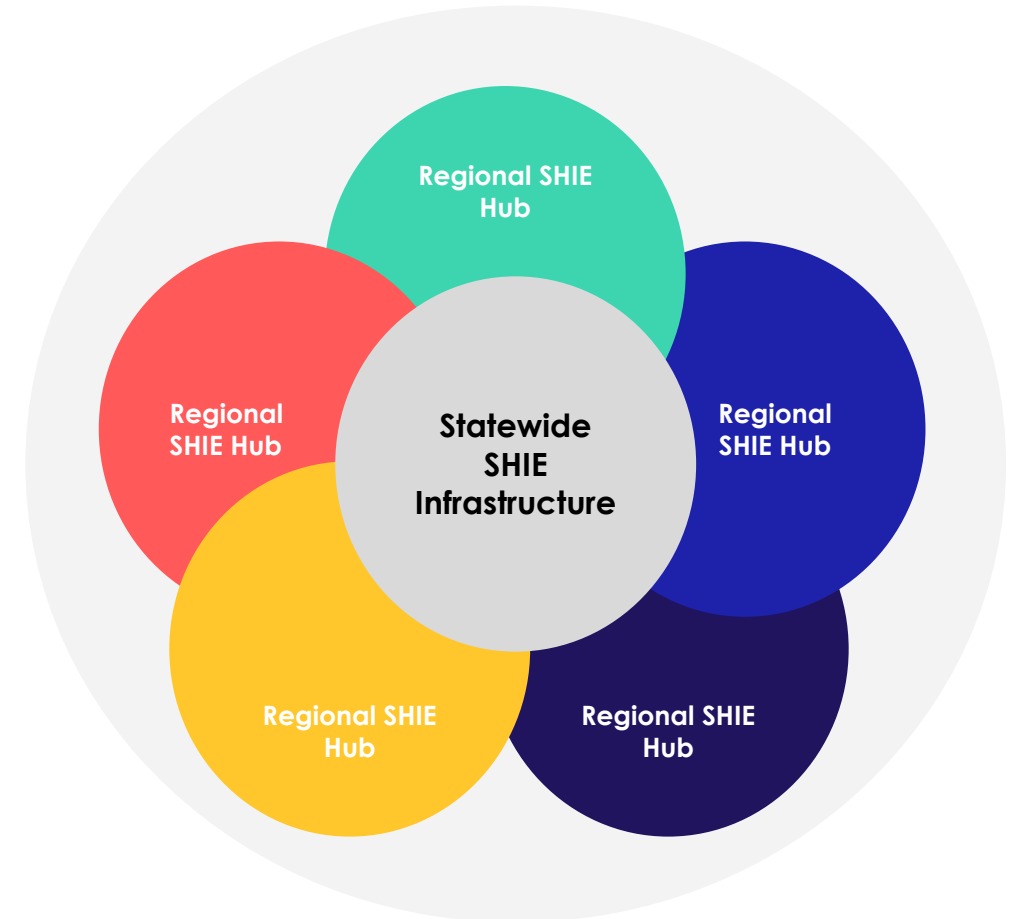 Regional SHIE
Hub
Regional
SHIE Hub
Statewide
SHIE
Infrastructure
Regional
SHIE Hub
Regional SHIE
Hub
Regional SHIE
Hub